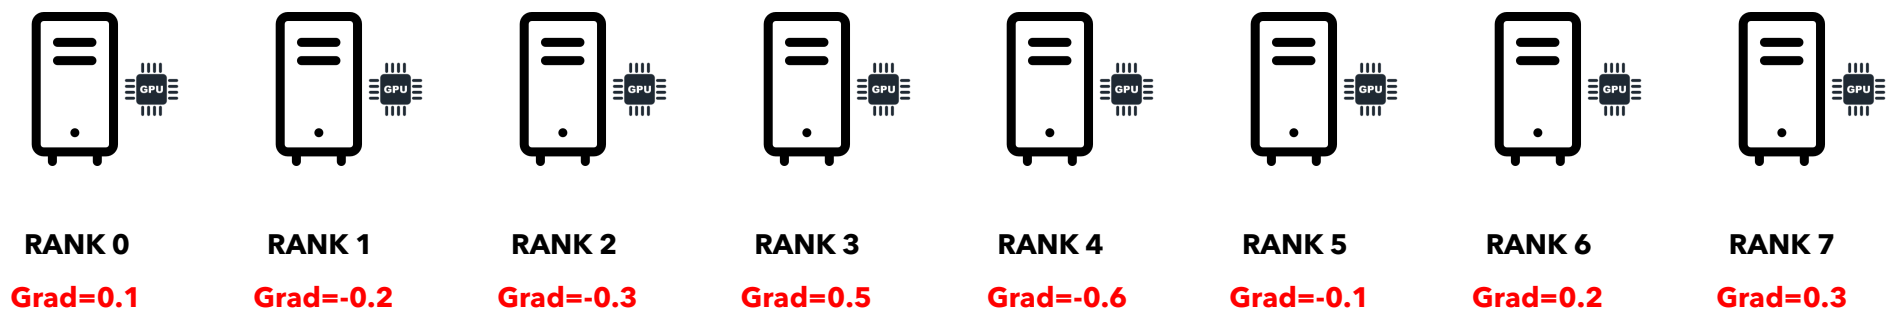 GPU GPU GPU GPU GPU GPU GPU GPU
RANK 0 RANK 1 RANK 2 RANK 3 RANK 4 RANK 5 RANK 6 RANK 7
Grad=0.1 Grad=-0.2 Grad=-0.3 Grad=0.5 Grad=-0.6 Grad=-0.1 Grad=0.2 Grad=0.3